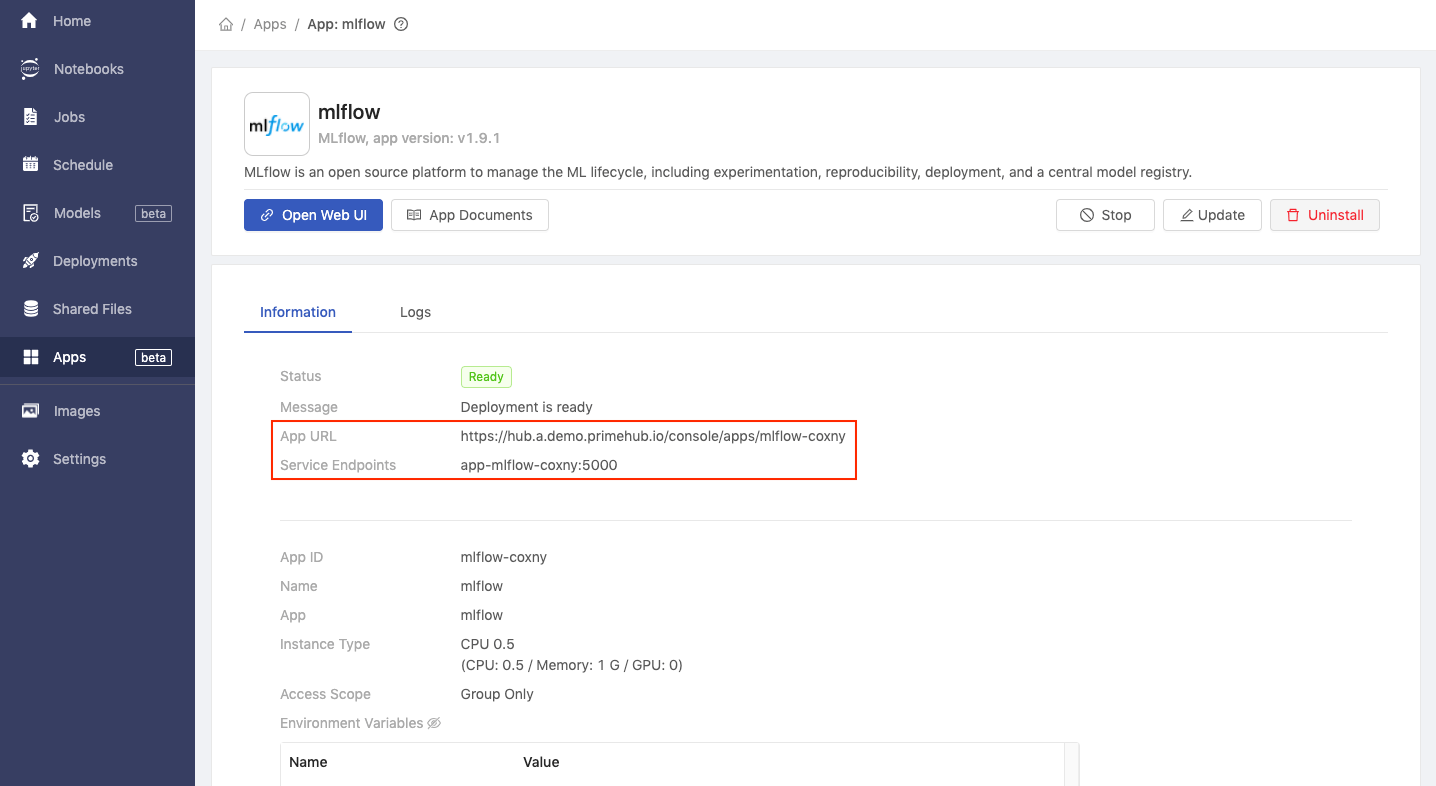 Home
Notebooks
Jobs
Schedule
Models beta
Deployments
Shared Files
Apps beta
Images
Settings
/ Apps / App: mlflow
mlflow
mlflow
MLflow, app version: v1.9.1
MLflow is an open source platform to manage the ML lifecycle, including experimentation, reproducibility, deployment, and a central model registry.
Open Web UI App Documents Stop Update Uninstall
Information Logs
Status Ready
Message Deployment is ready
App URL https://hub.a.demo.primehub.io/console/apps/mlflow-coxny
Service Endpoints app-mlflow-coxny:5000
App ID mlflow-coxny
Name mlflow
App mlflow
Instance Type CPU 0.5
(CPU: 0.5 / Memory: 1 G / GPU: 0)
Access Scope Group Only
Environment Variables
Name Value